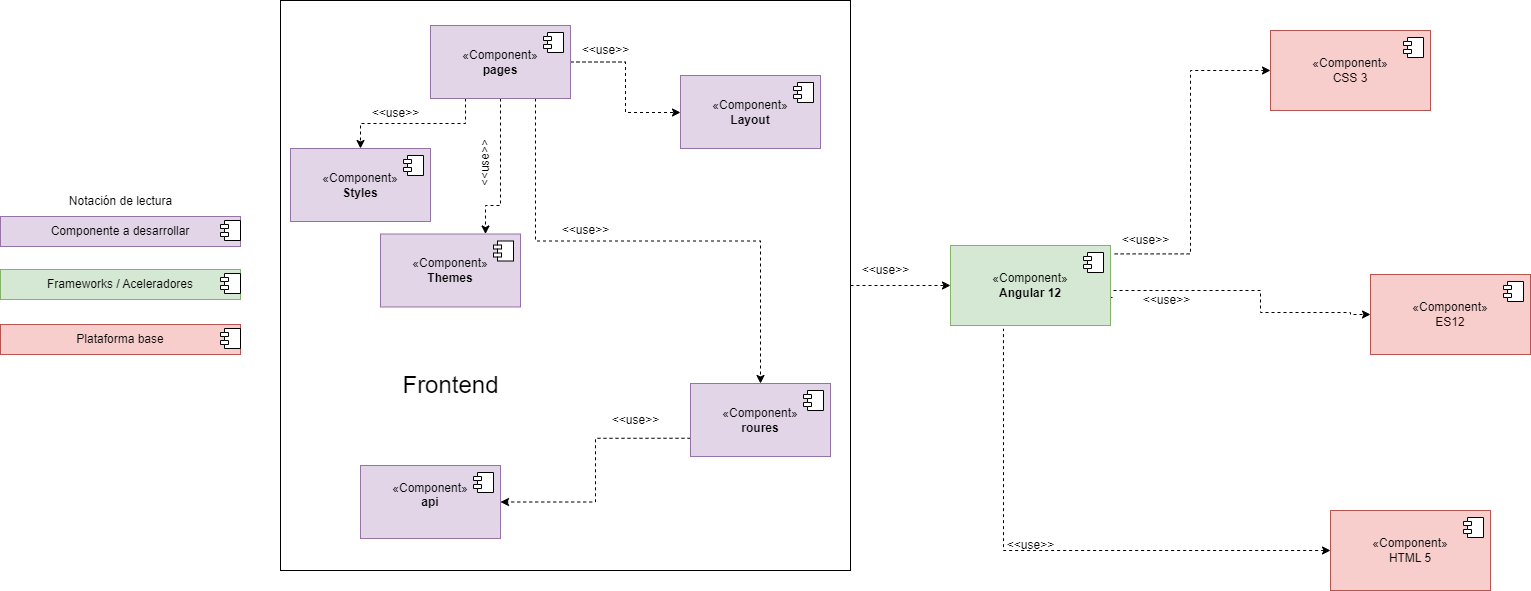 «Component»
pages
<<use>>
«Component»
Layout
<<use>>
<<use>>
«Component»
Styles
<<use>>
«Component»
Themes
Frontend
«Component»
roures
<<use>>
«Component»
api
Notación de lectura
Componente a desarrollar
Frameworks / Aceleradores
Plataforma base
<<use>>
«Component»
Angular 12
<<use>>
«Component»
CSS 3
<<use>>
«Component»
ES12
<<use>>
«Component»
HTML 5